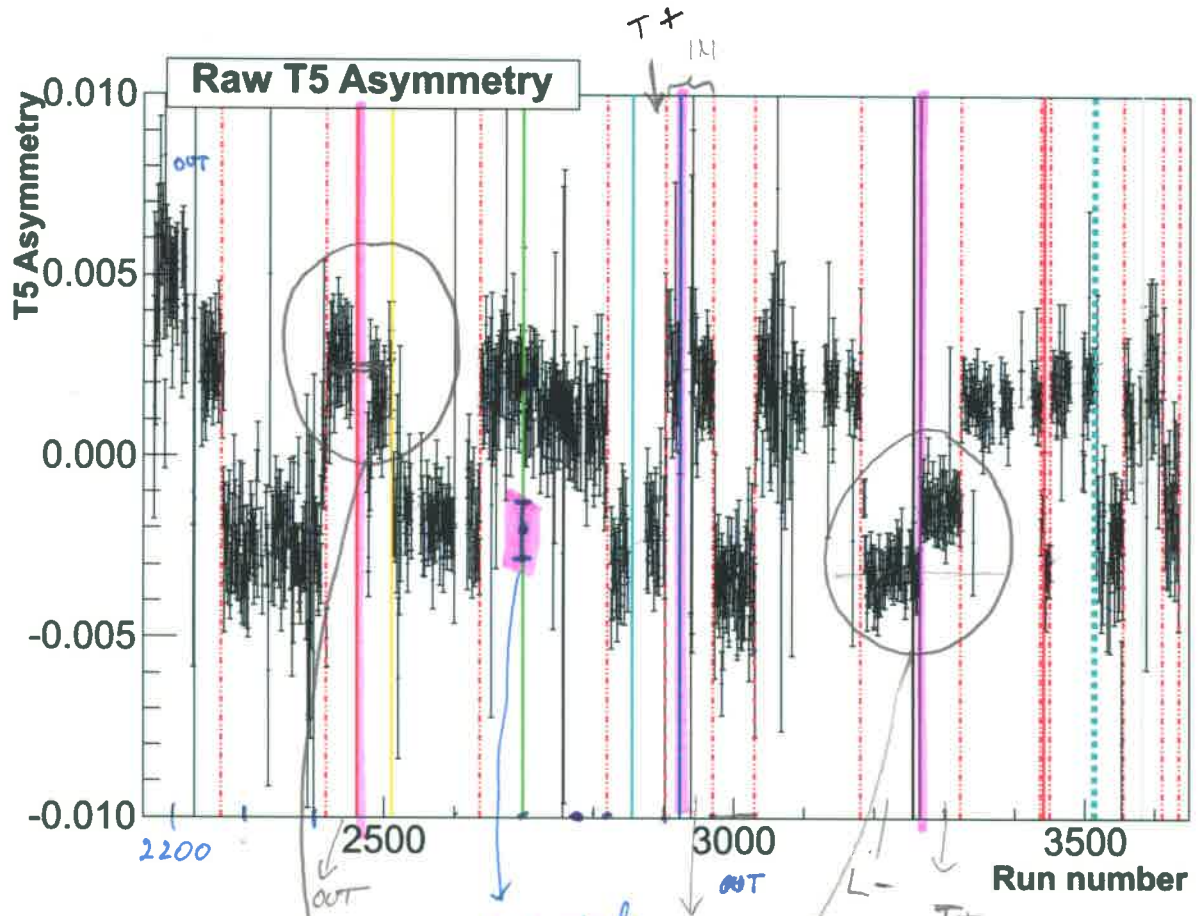 T +
IN
Raw T5 Asymmetry
T5 Asymmetry
0.010
OUT
0.005
0.000
-0.005
-0.010
2500
3000
3500
2200
OUT
OUT
L -
Run number